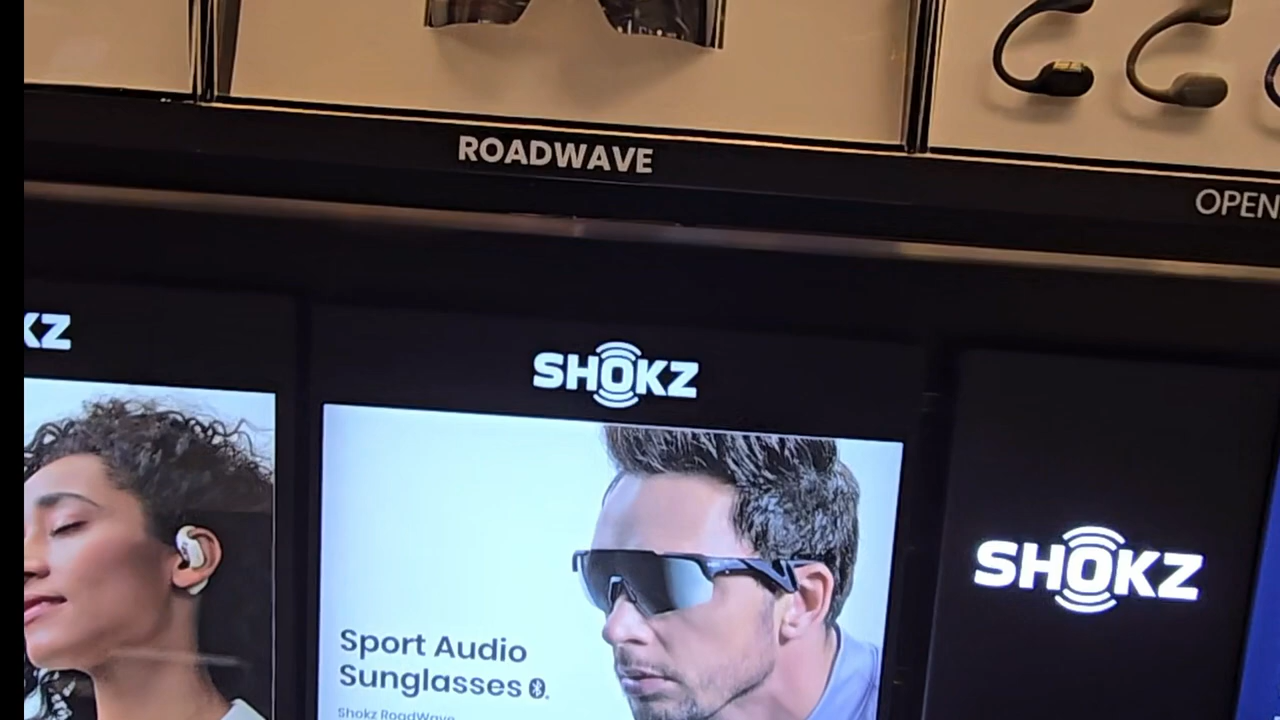 ROADWAVE
OPEN
KZ
SHOKZ
SHOKZ
Sport Audio
Sunglasses
Shokz RoadWave